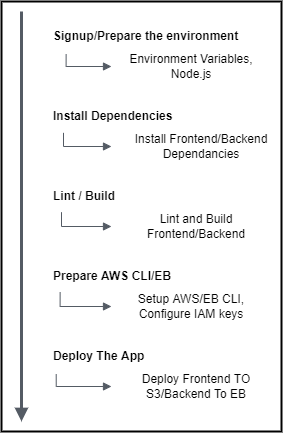 Signup/Prepare the environment
Environment Variables,
Node.js
Install Dependencies
Install Frontend/Backend
Dependancies
Lint / Build
Lint and Build
Frontend/Backend
Prepare AWS CLI/EB
Setup AWS/EB CLI,
Configure IAM keys
Deploy The App
Deploy Frontend TO
S3/Backend To EB